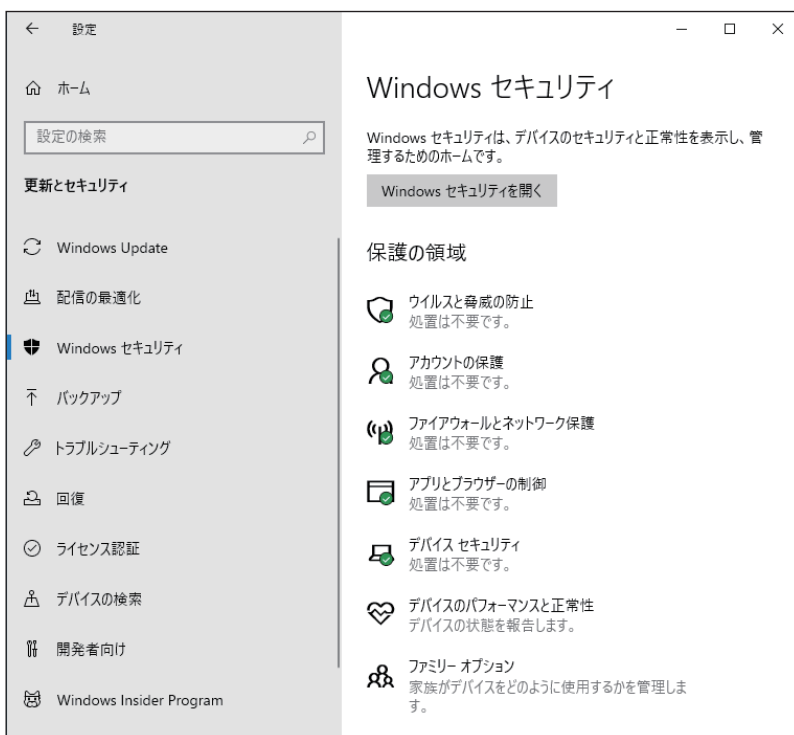 設定
ホーム
設定の検索
更新とセキュリティ
Windows Update
配信の最適化
Windows セキュリティ
バックアップ
トラブルシューティング
回復
ライセンス認証
デバイスの検索
開発者向け
Windows Insider Program
Windows セキュリティ
Windows セキュリティは、デバイスのセキュリティと正常性を表示し、管
理するためのホームです。
Windows セキュリティを開く
保護の領域
ウイルスと脅威の防止
処置は不要です。
アカウントの保護
処置は不要です。
ファイアウォールとネットワーク保護
処置は不要です。
アプリとブラウザーの制御
処置は不要です。
デバイス セキュリティ
処置は不要です。
デバイスのパフォーマンスと正常性
デバイスの状態を報告します。
ファミリー オプション
家族がデバイスをどのように使用するかを管理しま
す。